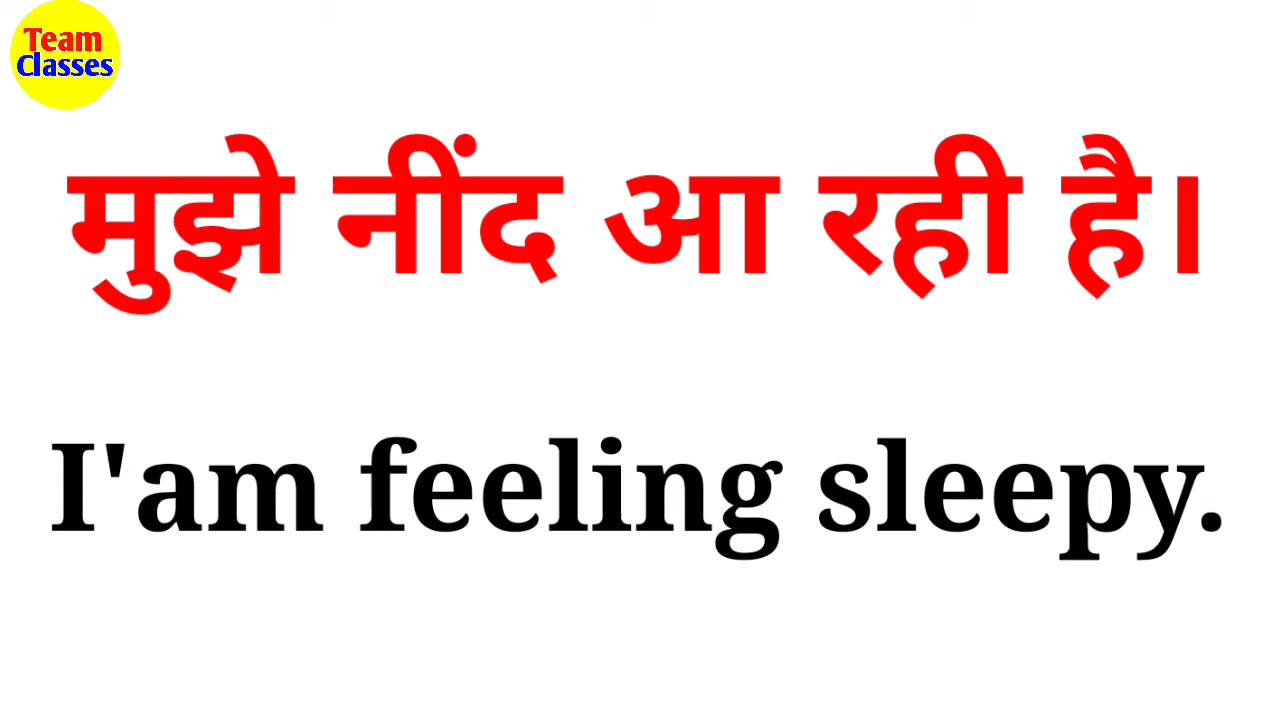 Team
Classes
मुझे नींद आ रही है।
I'am feeling sleepy.